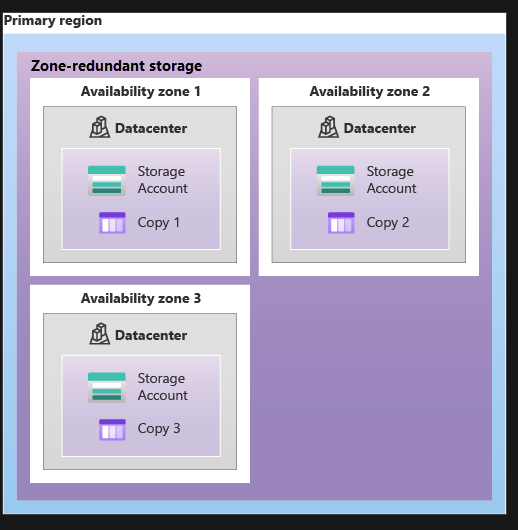 Primary region
Zone-redundant storage
Availability zone 1
Datacenter
Storage
Account
Copy 1
Availability zone 2
Datacenter
Storage
Account
Copy 2
Availability zone 3
Datacenter
Storage
Account
Copy 3